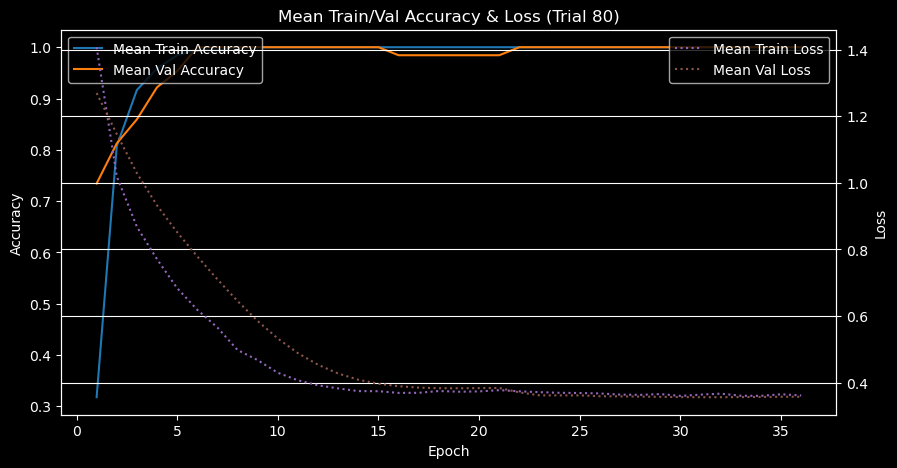 Mean Train/Val Accuracy & Loss (Trial 80)
Mean Train Accuracy
Mean Val Accuracy
Mean Train Loss
Mean Val Loss
1.0
0.9
0.8
0.7
0.6
0.5
0.4
0.3
Accuracy
1.4
1.2
1.0
0.8
0.6
0.4
Loss
0 5 10 15 20 25 30 35
Epoch